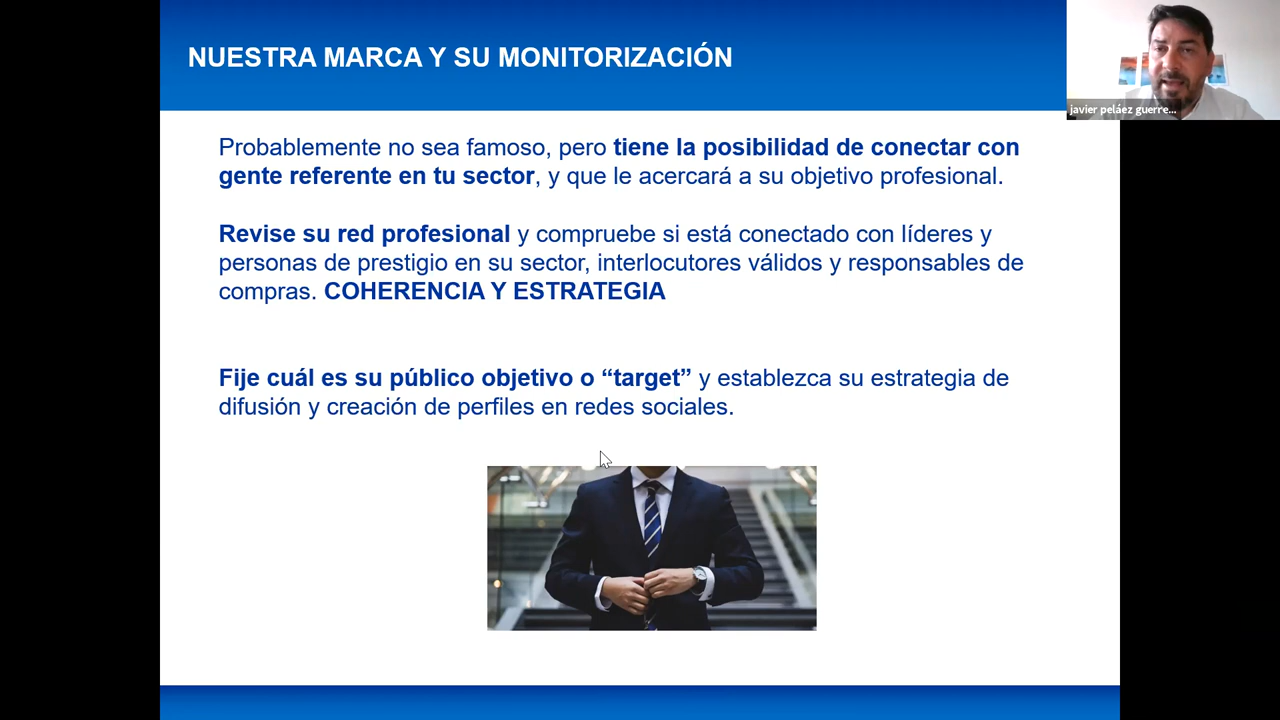 NUESTRA MARCA Y SU MONITORIZACIÓN
javier peláez guerre...
Probablemente no sea famoso, pero tiene la posibilidad de conectar con
gente referente en tu sector, y que le acercará a su objetivo profesional.
Revise su red profesional y compruebe si está conectado con líderes y
personas de prestigio en su sector, interlocutores válidos y responsables de
compras. COHERENCIA Y ESTRATEGIA
Fije cuál es su público objetivo o “target” y establezca su estrategia de
difusión y creación de perfiles en redes sociales.